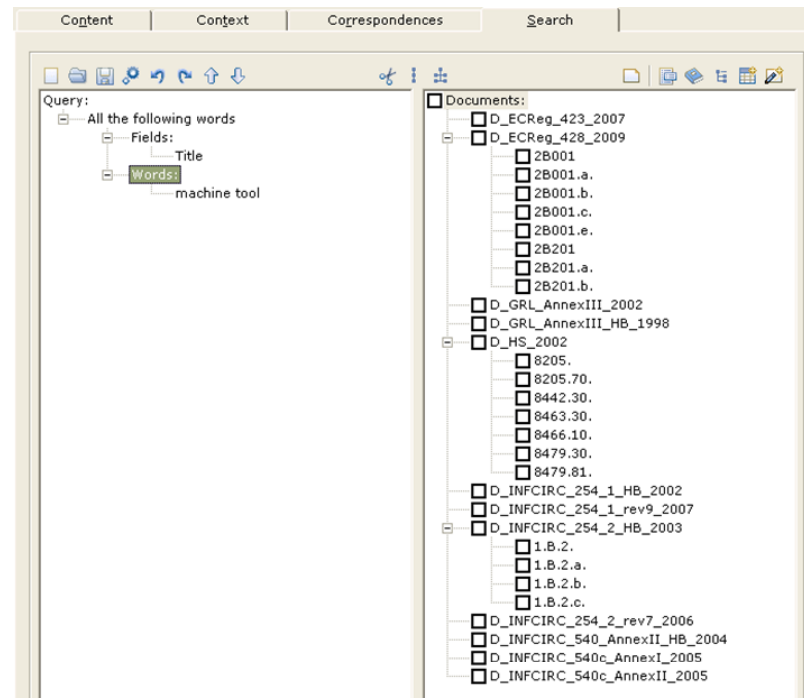 Content Context Correspondences Search
Query:
All the following words
Fields:
Title
Words:
machine tool
Documents:
D_ECReg_423_2007
D_ECReg_428_2009
2B001
2B001.a.
2B001.b.
2B001.c.
2B001.e.
2B201
2B201.a.
2B201.b.
D_GRL_AnnexIII_2002
D_GRL_AnnexIII_HB_1998
D_HS_2002
8205.
8205.70.
8442.30.
8463.30.
8466.10.
8479.30.
8479.81.
D_INFCIRC_254_1_HB_2002
D_INFCIRC_254_1_rev9_2007
D_INFCIRC_254_2_HB_2003
1.B.2.
1.B.2.a.
1.B.2.b.
1.B.2.c.
D_INFCIRC_254_2_rev7_2006
D_INFCIRC_540_AnnexII_HB_2004
D_INFCIRC_540c_AnnexI_2005
D_INFCIRC_540c_AnnexII_2005